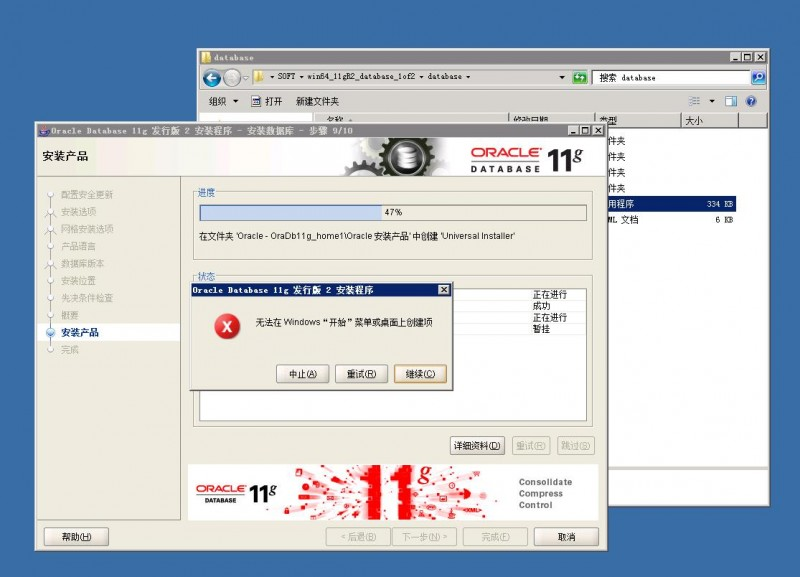 database
SOFT ▸ win64_11gR2_database_1of2 ▸ database
搜索 database
组织 打开 新建文件夹
名称 修改日期 类型 大小
件夹
件夹
件夹
件夹
用程序 334 KB
ML 文档 6 KB
Oracle Database 11g 发行版 2 安装程序 - 安装数据库 - 步骤 9/10
安装产品
ORACLE 11g
DATABASE
配置安全更新
安装选项
网格安装选项
产品语言
数据库版本
安装位置
先决条件检查
概要
安装产品
完成
进度
47%
在文件夹 'Oracle - OraDb11g_home1\Oracle 安装产品' 中创建 'Universal Installer'
状态
正在进行
成功
正在进行
暂挂
Oracle Database 11g 发行版 2 安装程序
无法在 Windows “开始” 菜单或桌面上创建项
中止(A) 重试(R) 继续(C)
详细资料(D) 重试(R) 跳过(S)
ORACLE 11g
DATABASE
11g
Consolidate
Compress
Control
帮助(H) < 后退(B) 下一步(N) > 完成(F) 取消